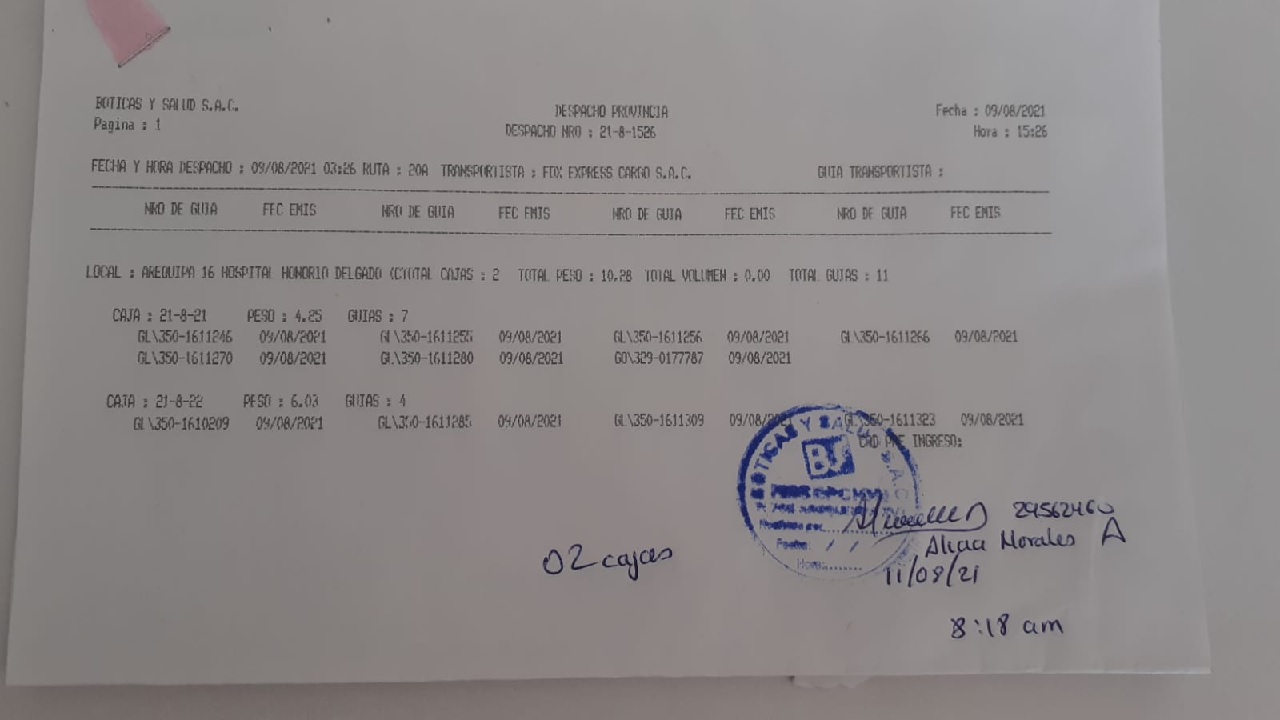 BOTICAS Y SALUD S.A.C. DESPACHO PROVINCIA Fecha : 09/08/2021
Pagina : 1 DESPACHO NRO : 21-8-1526 Hora : 15:26
FECHA Y HORA DESPACHO : 09/08/2021 03:26 RUTA : 20A TRANSPORTISTA : FDX EXPRESS CARGO S.A.C. GUIA TRANSPORTISTA :
NRO DE GUIA FEC EMIS NRO DE GUIA FEC EMIS NRO DE GUIA FEC EMIS NRO DE GUIA FEC EMIS
LOCAL : AREQUIPA 16 HOSPITAL HONORIO DELGADO (C)TOTAL CAJAS : 2 TOTAL PESO : 10.28 TOTAL VOLUMEN : 0.00 TOTAL GUIAS : 11
CAJA : 21-8-21 PESO : 4.25 GUIAS : 7
GL\350-1611246 09/08/2021 GL\350-1611255 09/08/2021 GL\350-1611256 09/08/2021 GL\350-1611266 09/08/2021
GL\350-1611270 09/08/2021 GL\350-1611280 09/08/2021 GO\329-0177787 09/08/2021
CAJA : 21-8-22 PESO : 6.03 GUIAS : 4
GL\350-1610209 09/08/2021 GL\350-1611285 09/08/2021 GL\350-1611309 09/08/2021 GL\350-1611323 09/08/2021
CAD PRE INGRESO:
BOTICAS Y SALUD S.A.C.
BS
Fecha: / /
Hora:.........
29562460
Alicia Morales A
11/08/21
8:18 am
02 cajas